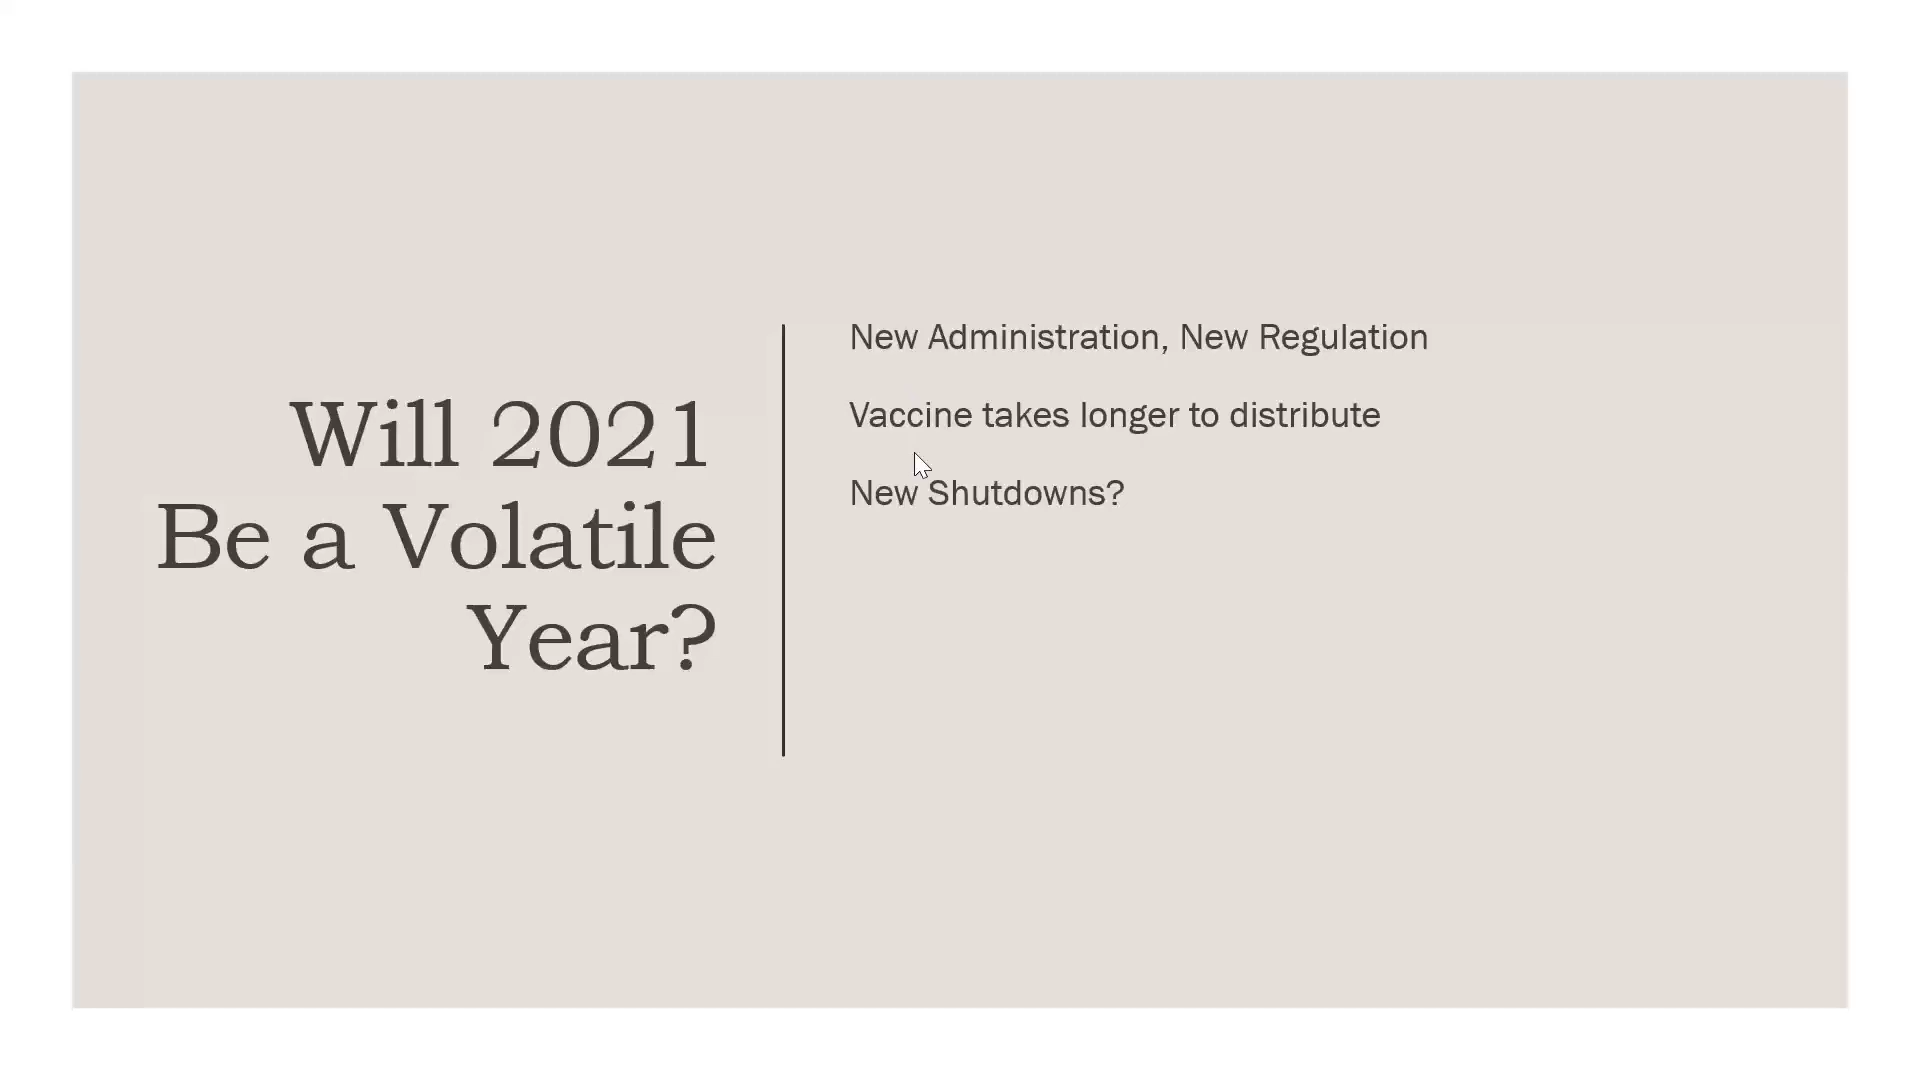 Will 2021
Be a Volatile
Year?
New Administration, New Regulation
Vaccine takes longer to distribute
New Shutdowns?